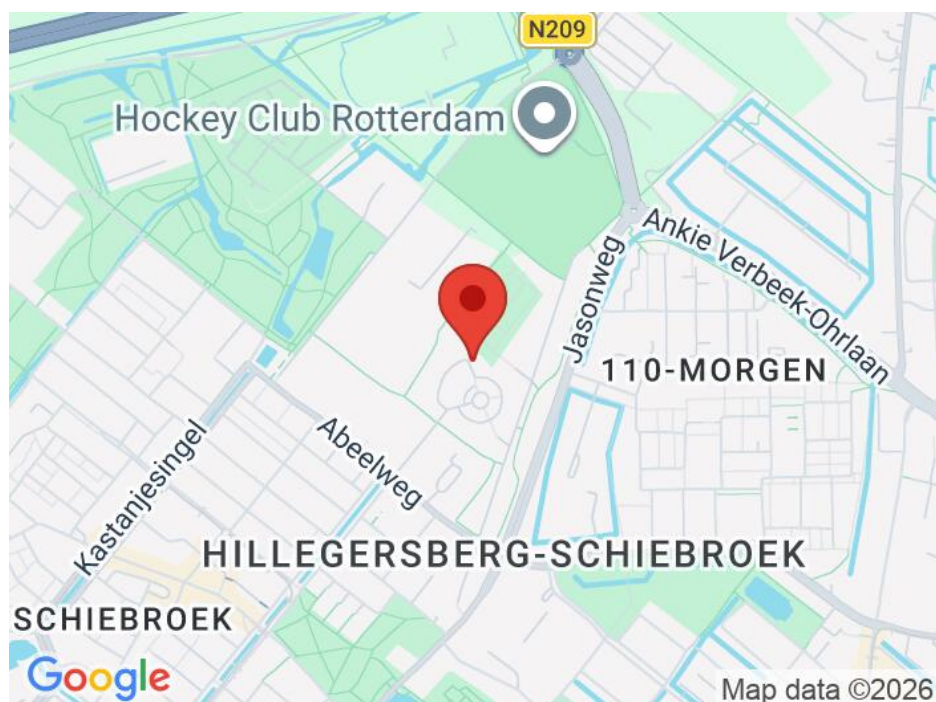 N209
Hockey Club Rotterdam
Ankie Verbeek-Ohrlaan
Jasonweg
110-MORGEN
Abeelweg
Kastanjesingel
HILLEGERSBERG-SCHIEBROEK
SCHIEBROEK
Google
Map data ©2026